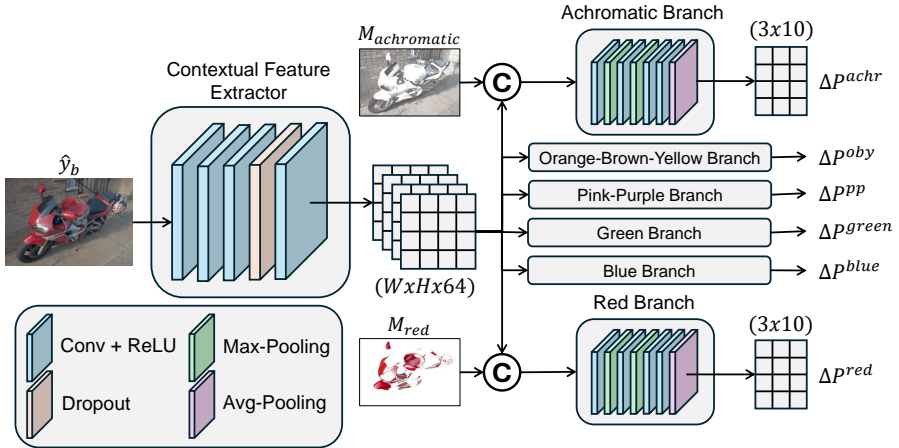 Achromatic Branch
M_achromatic
(3x10)
C
ΔP^achr
Contextual Feature
Extractor
ŷ_b
Orange-Brown-Yellow Branch
ΔP^oby
Pink-Purple Branch
ΔP^pp
Green Branch
ΔP^green
Blue Branch
ΔP^blue
(WxHx64)
Red Branch
M_red
(3x10)
C
ΔP^red
Conv + ReLU
Max-Pooling
Dropout
Avg-Pooling